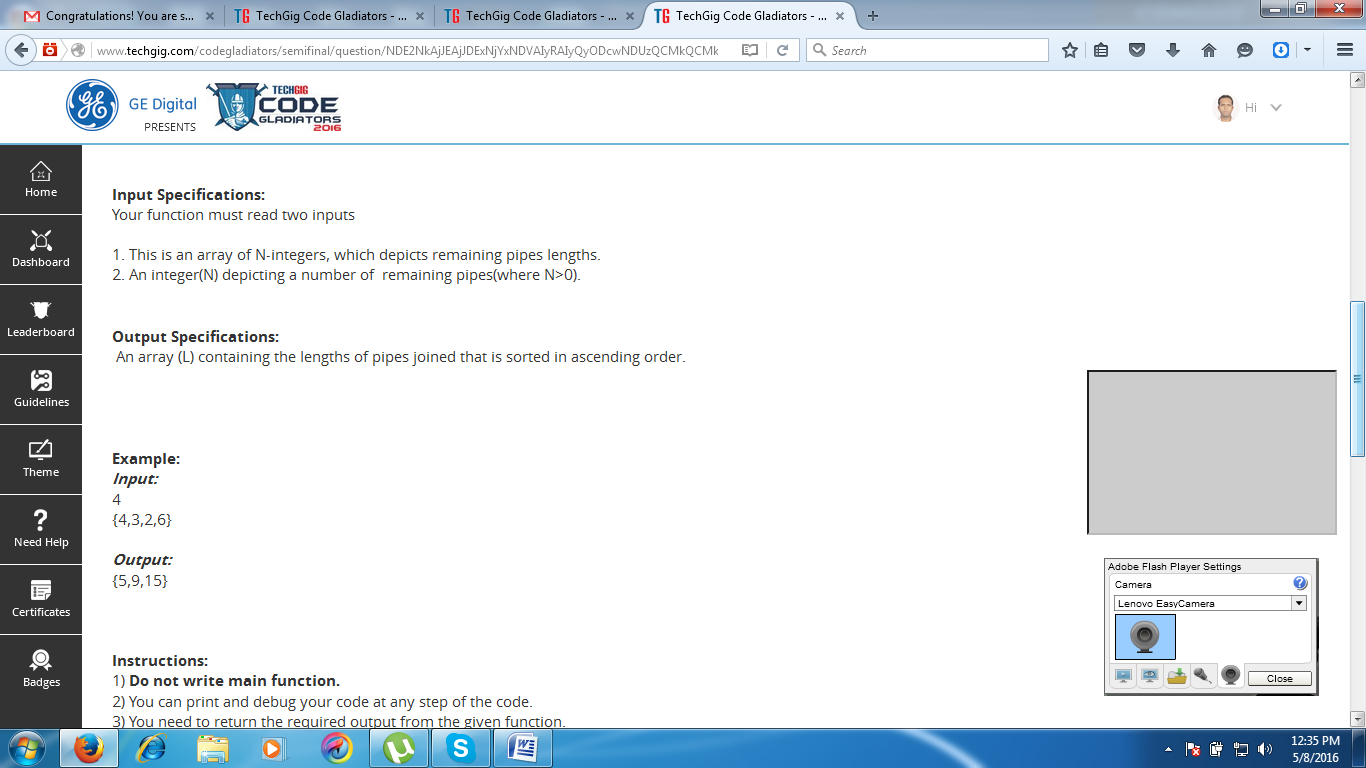 Congratulations! You are s...
TechGig Code Gladiators - ...
TechGig Code Gladiators - ...
TechGig Code Gladiators - ...
www.techgig.com/codegladiators/semifinal/question/NDE2NkAjJEAjJDExNjYxNDVAIyRAIyQyODcwNDUzQCMkQCMk
Search
GE Digital
PRESENTS
TECHGIG
CODE
GLADIATORS
2016
Hi
Home
Dashboard
Leaderboard
Guidelines
Theme
Need Help
Certificates
Badges
Input Specifications:
Your function must read two inputs
1. This is an array of N-integers, which depicts remaining pipes lengths.
2. An integer(N) depicting a number of remaining pipes(where N>0).
Output Specifications:
An array (L) containing the lengths of pipes joined that is sorted in ascending order.
Example:
Input:
4
{4,3,2,6}
Output:
{5,9,15}
Instructions:
1) Do not write main function.
2) You can print and debug your code at any step of the code.
3) You need to return the required output from the given function.
Adobe Flash Player Settings
Camera
Lenovo EasyCamera
Close
12:35 PM
5/8/2016